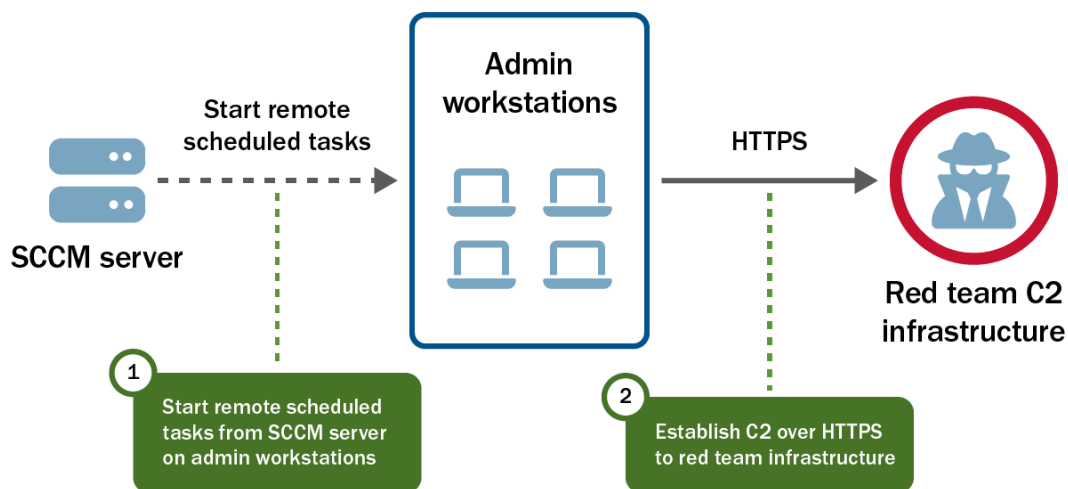 Admin
workstations
Start remote
scheduled tasks
HTTPS
SCCM server
Red team C2
infrastructure
1
Start remote scheduled
tasks from SCCM server
on admin workstations
2
Establish C2 over HTTPS
to red team infrastructure